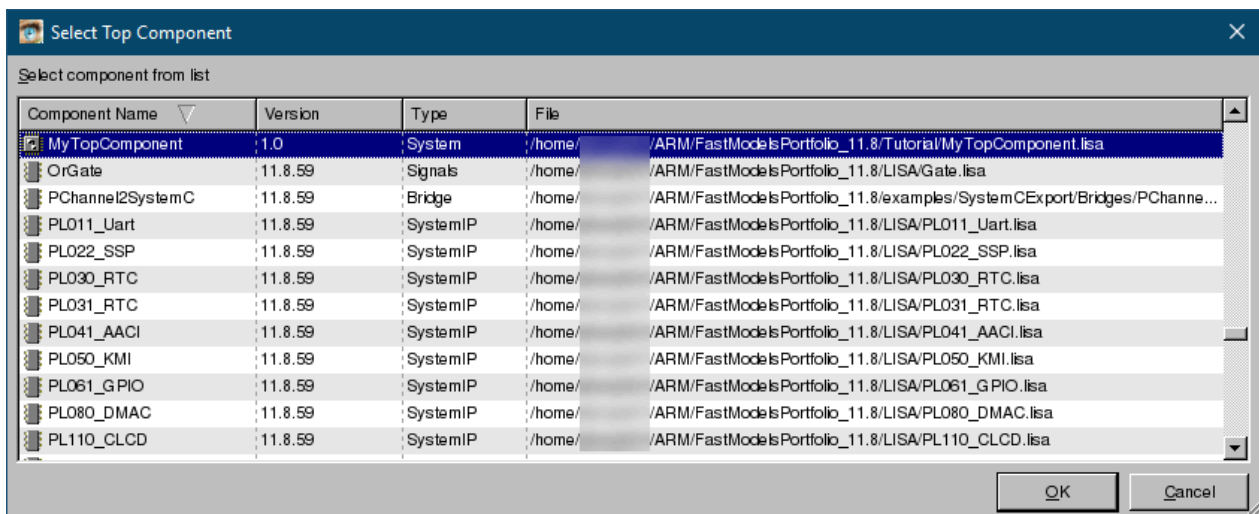 Select Top Component
Select component from list
Component Name Version Type File
MyTopComponent 1.0 System /home/ /ARM/FastModelsPortfolio_11.8/Tutorial/MyTopComponent.lisa
OrGate 11.8.59 Signals /home/ /ARM/FastModelsPortfolio_11.8/LISA/Gate.lisa
PChannel2SystemC 11.8.59 Bridge /home/ /ARM/FastModelsPortfolio_11.8/examples/SystemCExport/Bridges/PChanne...
PL011_Uart 11.8.59 SystemIP /home/ /ARM/FastModelsPortfolio_11.8/LISA/PL011_Uart.lisa
PL022_SSP 11.8.59 SystemIP /home/ /ARM/FastModelsPortfolio_11.8/LISA/PL022_SSP.lisa
PL030_RTC 11.8.59 SystemIP /home/ /ARM/FastModelsPortfolio_11.8/LISA/PL030_RTC.lisa
PL031_RTC 11.8.59 SystemIP /home/ /ARM/FastModelsPortfolio_11.8/LISA/PL031_RTC.lisa
PL041_AACI 11.8.59 SystemIP /home/ /ARM/FastModelsPortfolio_11.8/LISA/PL041_AACI.lisa
PL050_KMI 11.8.59 SystemIP /home/ /ARM/FastModelsPortfolio_11.8/LISA/PL050_KMI.lisa
PL061_GPIO 11.8.59 SystemIP /home/ /ARM/FastModelsPortfolio_11.8/LISA/PL061_GPIO.lisa
PL080_DMAC 11.8.59 SystemIP /home/ /ARM/FastModelsPortfolio_11.8/LISA/PL080_DMAC.lisa
PL110_CLCD 11.8.59 SystemIP /home/ /ARM/FastModelsPortfolio_11.8/LISA/PL110_CLCD.lisa
OK Cancel